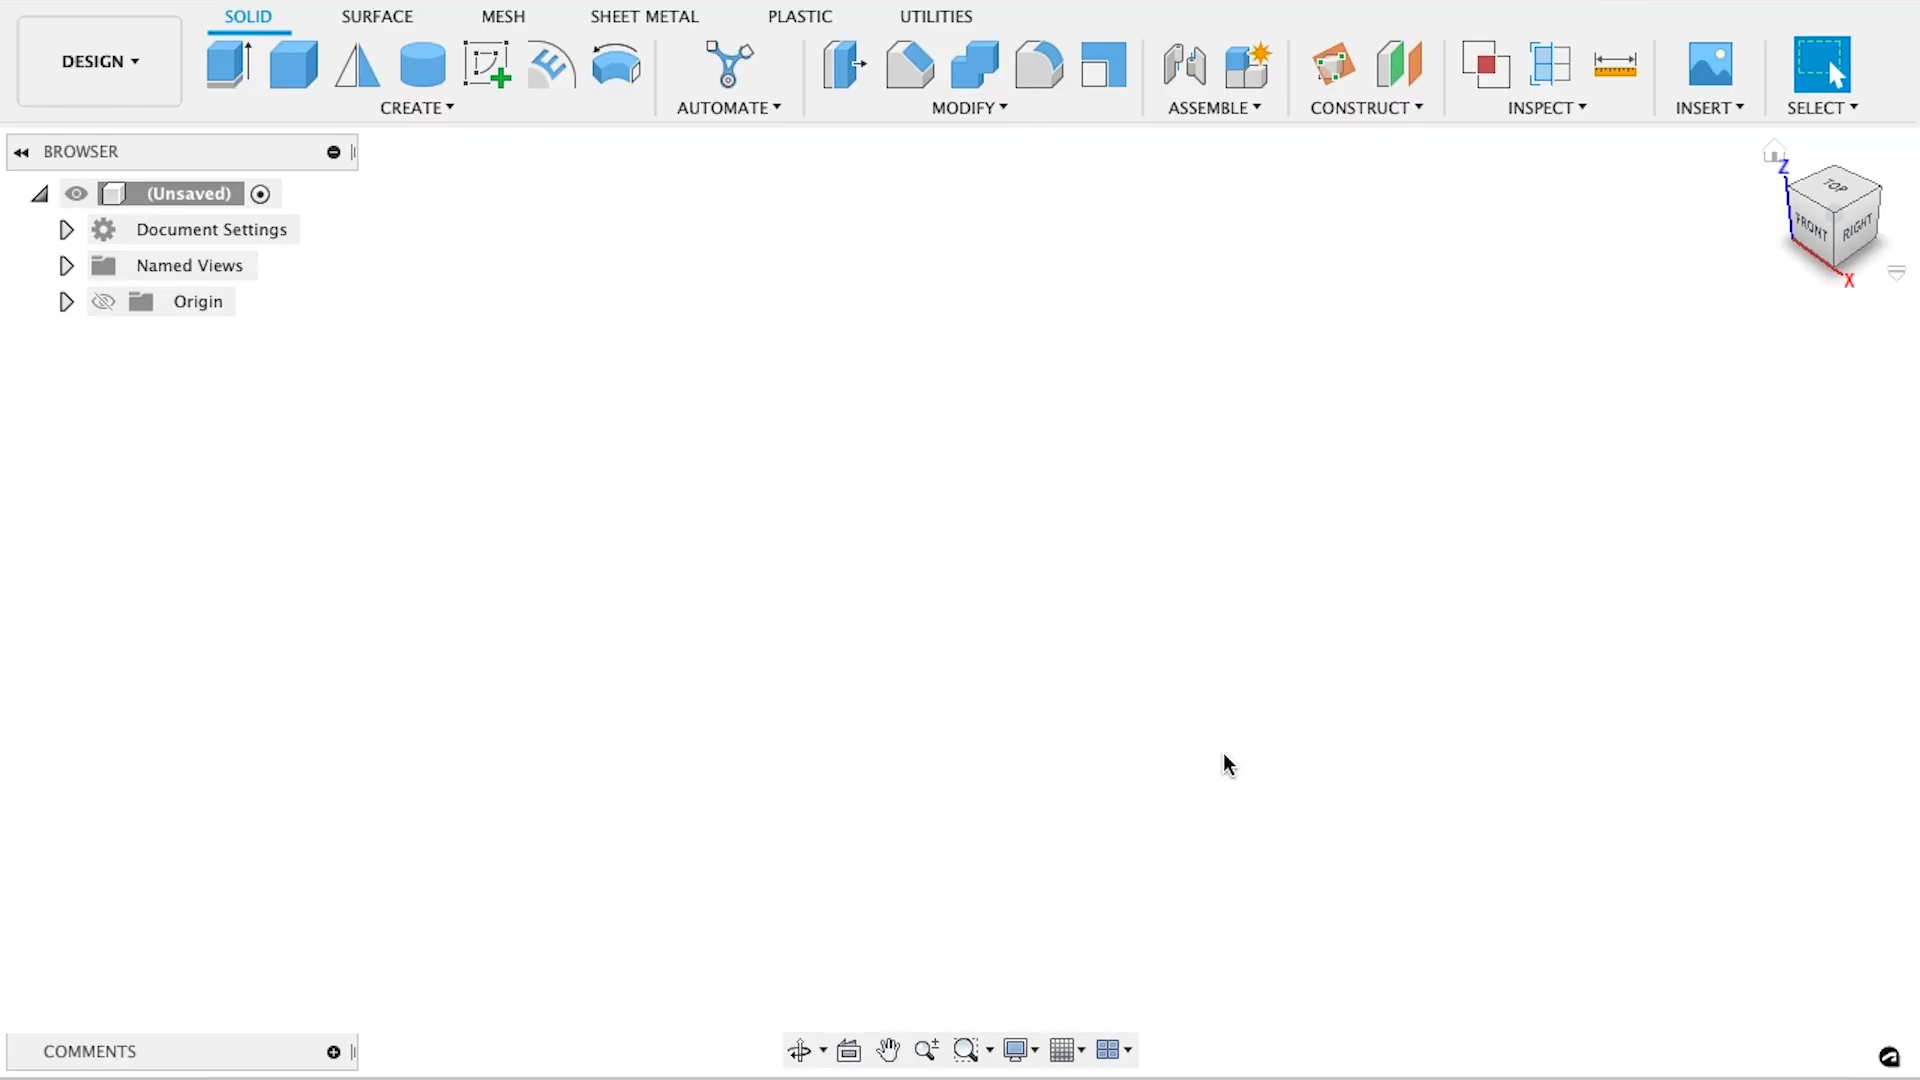 SOLID SURFACE MESH SHEET METAL PLASTIC UTILITIES
DESIGN
CREATE AUTOMATE MODIFY ASSEMBLE CONSTRUCT INSPECT INSERT SELECT
BROWSER
(Unsaved)
Document Settings
Named Views
Origin
Z
TOP
FRONT RIGHT
X
COMMENTS